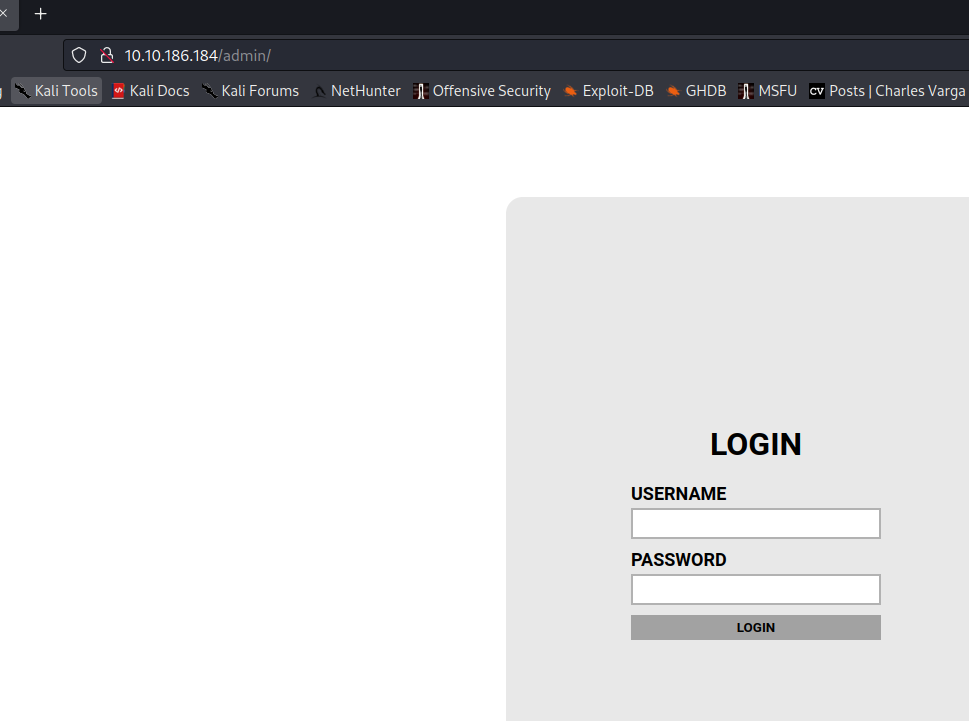 10.10.186.184/admin/
Kali Tools Kali Docs Kali Forums NetHunter Offensive Security Exploit-DB GHDB MSFU CV Posts | Charles Varga
LOGIN
USERNAME
PASSWORD
LOGIN